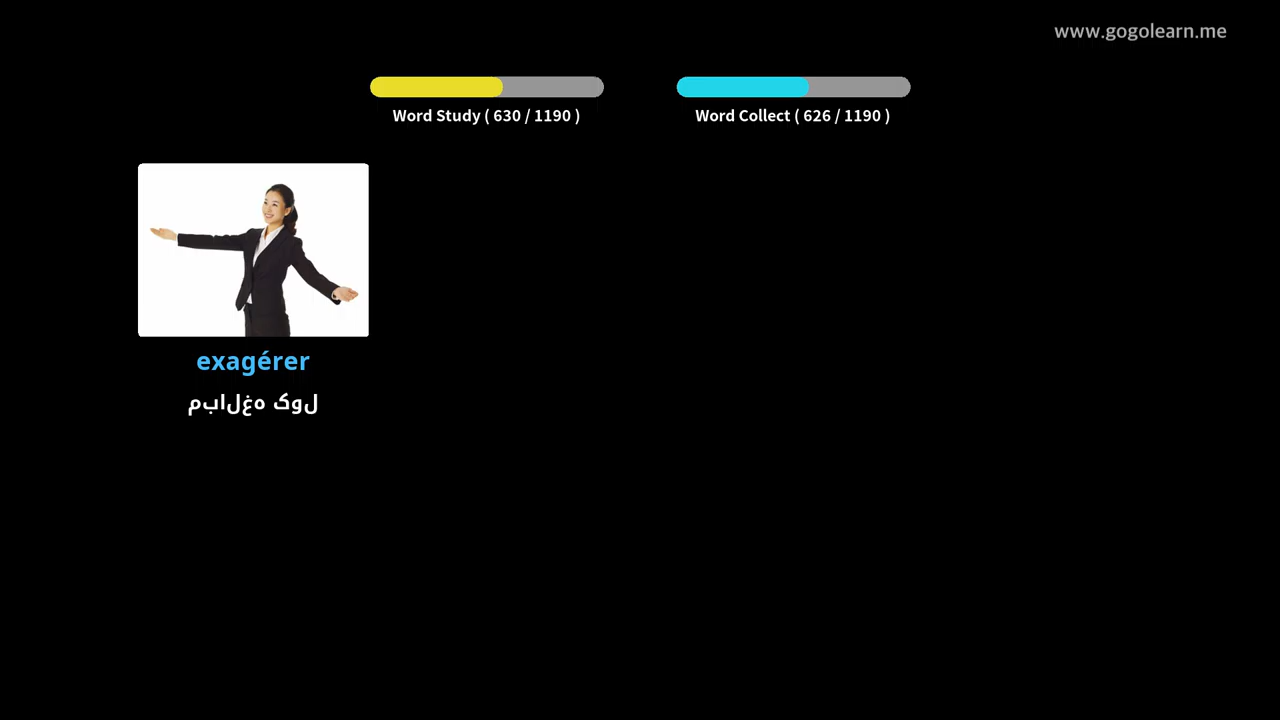 www.gogolearn.me
Word Study ( 630 / 1190 )
Word Collect ( 626 / 1190 )
exagérer
مبالغه کول